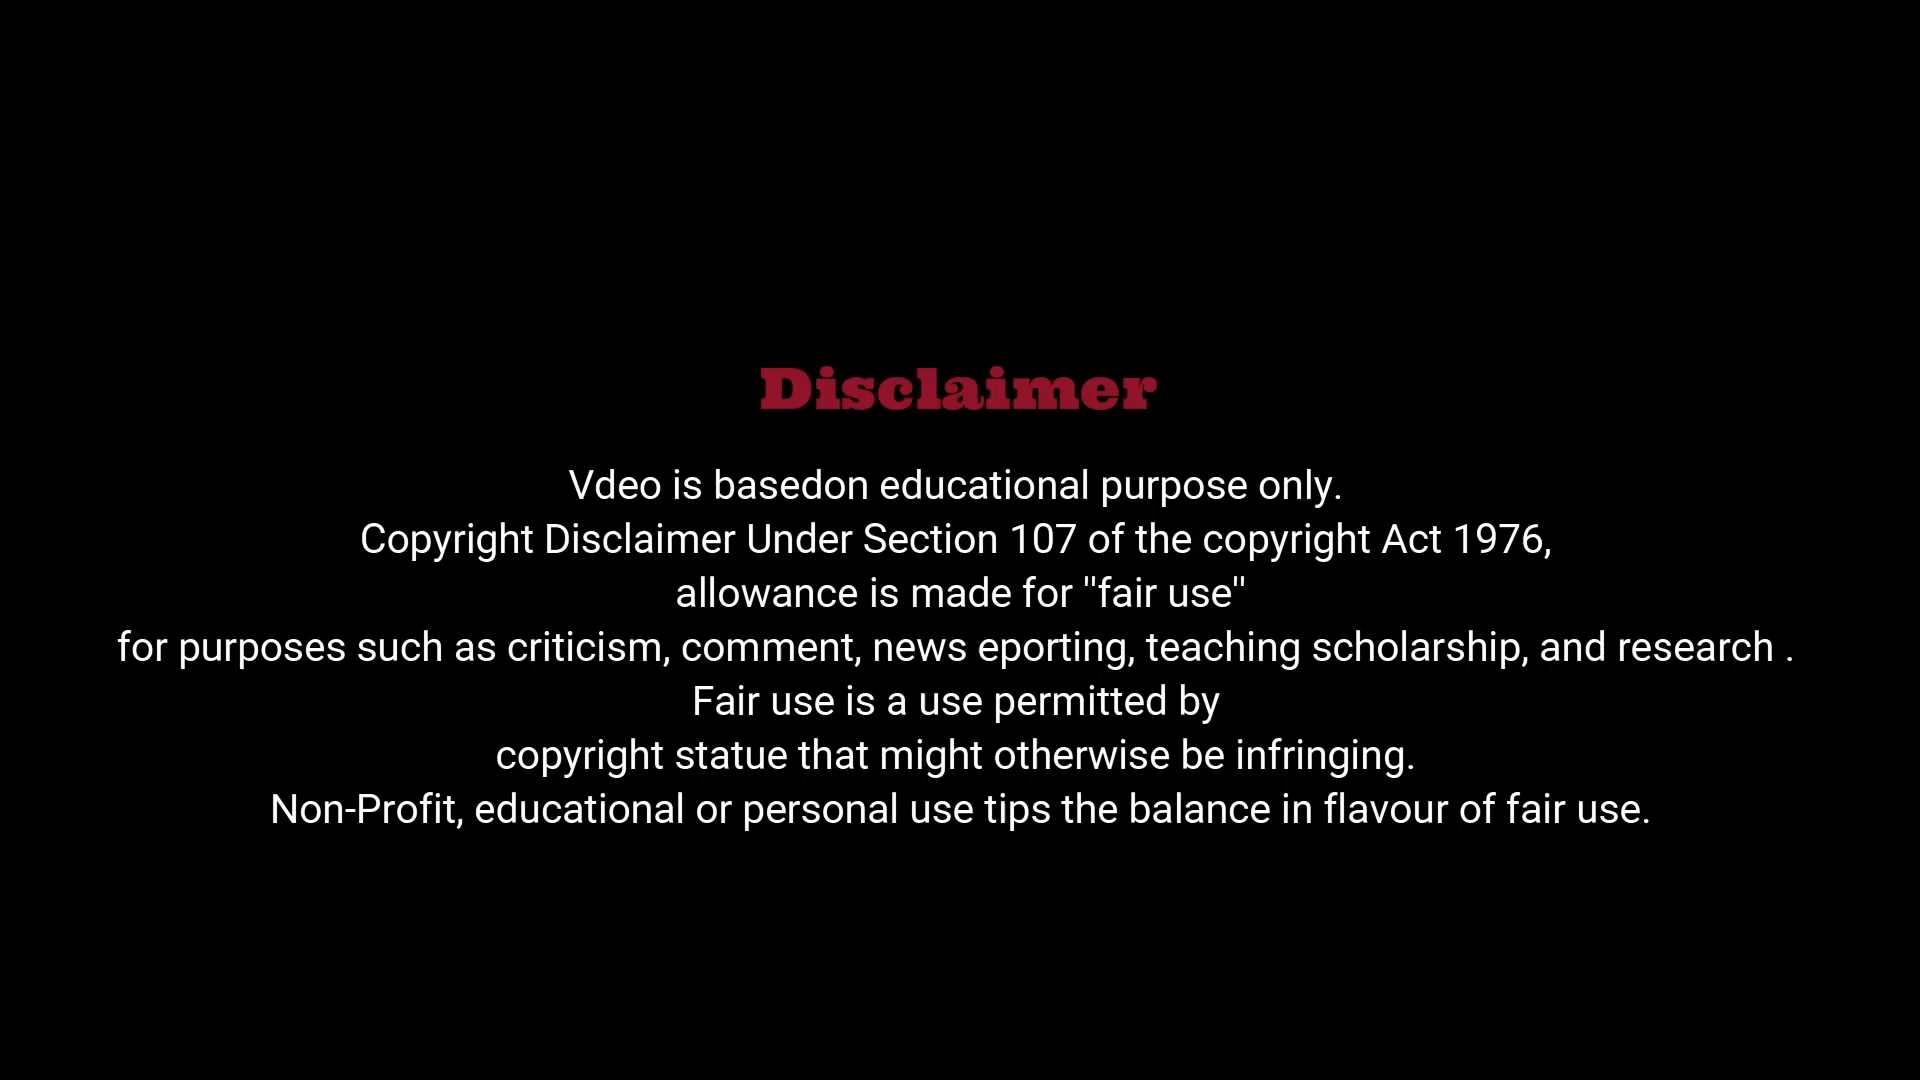 Disclaimer
Vdeo is basedon educational purpose only.
Copyright Disclaimer Under Section 107 of the copyright Act 1976,
allowance is made for "fair use"
for purposes such as criticism, comment, news eporting, teaching scholarship, and research .
Fair use is a use permitted by
copyright statue that might otherwise be infringing.
Non-Profit, educational or personal use tips the balance in flavour of fair use.